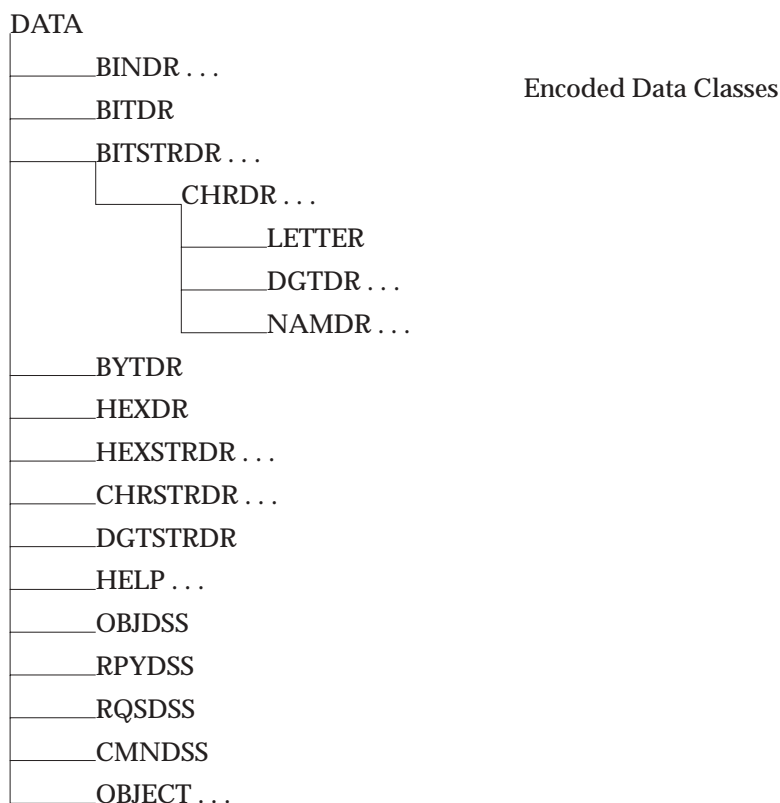 DATA
BINDR . . .
Encoded Data Classes
BITDR
BITSTRDR . . .
CHRDR . . .
LETTER
DGTDR . . .
NAMDR . . .
BYTDR
HEXDR
HEXSTRDR . . .
CHRSTRDR . . .
DGTSTRDR
HELP . . .
OBJDSS
RPYDSS
RQSDSS
CMNDSS
OBJECT . . .